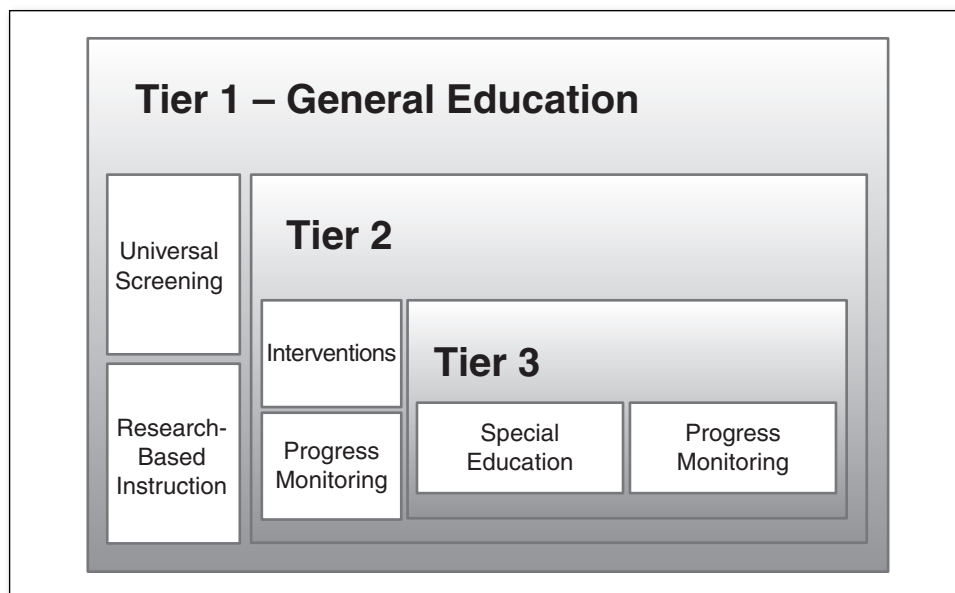 Tier 1 – General Education
Universal
Screening
Research-
Based
Instruction
Tier 2
Interventions
Progress
Monitoring
Tier 3
Special
Education
Progress
Monitoring